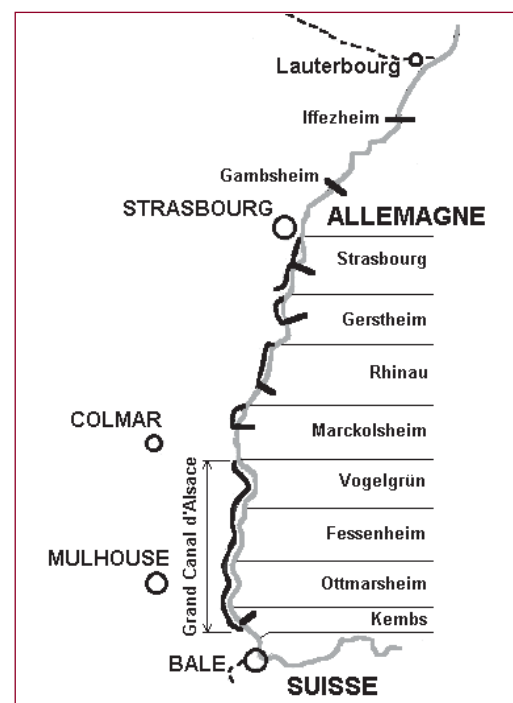 Lauterbourg
Iffezheim
Gambsheim
STRASBOURG
ALLEMAGNE
Strasbourg
Gerstheim
Rhinau
COLMAR
Marckolsheim
Vogelgrün
Grand Canal d'Alsace
Fessenheim
MULHOUSE
Ottmarsheim
Kembs
BALE
SUISSE